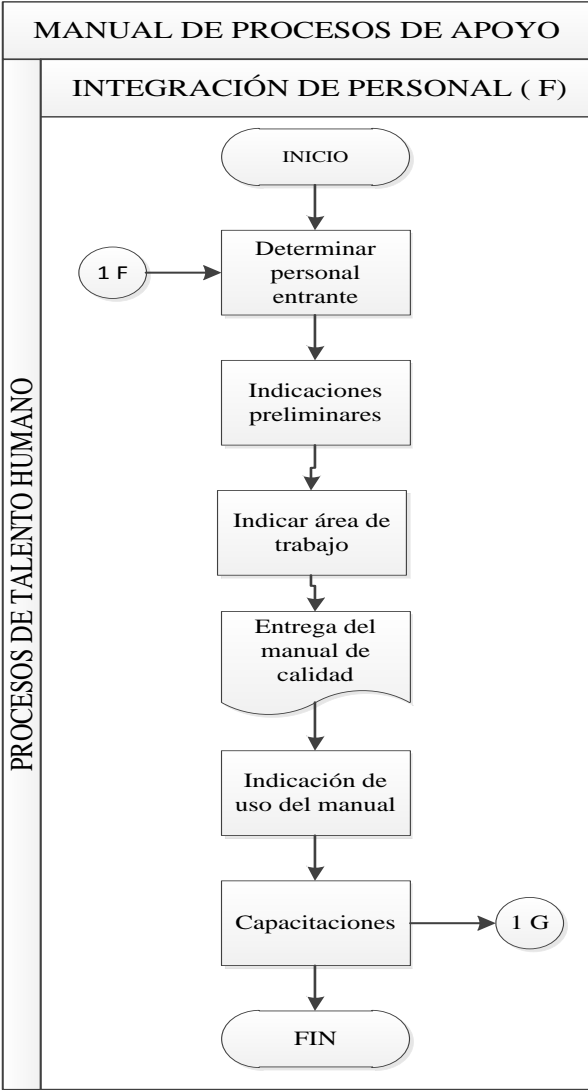 MANUAL DE PROCESOS DE APOYO
INTEGRACIÓN DE PERSONAL ( F)
PROCESOS DE TALENTO HUMANO
INICIO
1 F
Determinar
personal
entrante
Indicaciones
preliminares
Indicar área de
trabajo
Entrega del
manual de
calidad
Indicación de
uso del manual
Capacitaciones
1 G
FIN